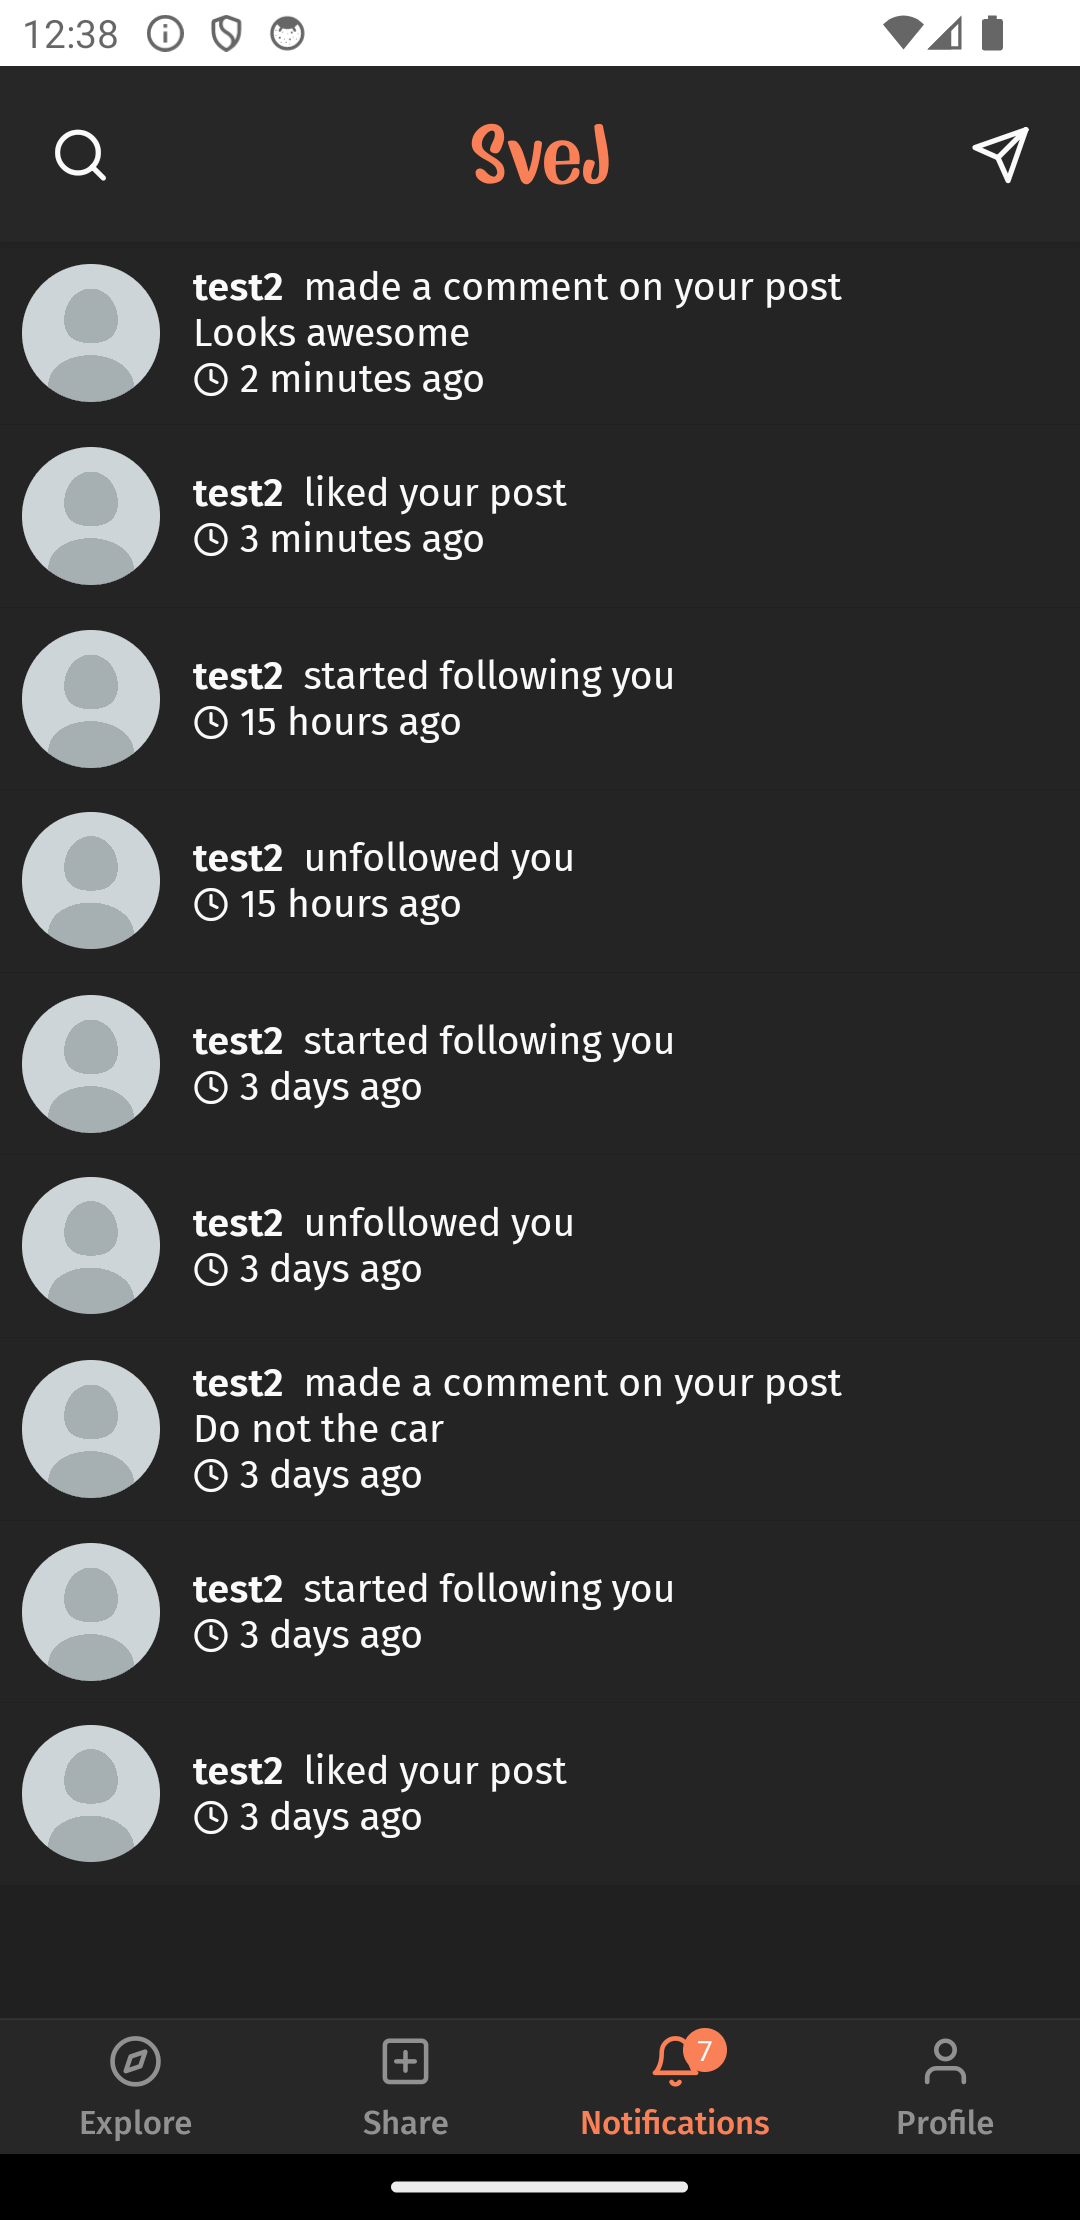 12:38
SveJ
test2 made a comment on your post
Looks awesome
2 minutes ago
test2 liked your post
3 minutes ago
test2 started following you
15 hours ago
test2 unfollowed you
15 hours ago
test2 started following you
3 days ago
test2 unfollowed you
3 days ago
test2 made a comment on your post
Do not the car
3 days ago
test2 started following you
3 days ago
test2 liked your post
3 days ago
7
Explore Share Notifications Profile